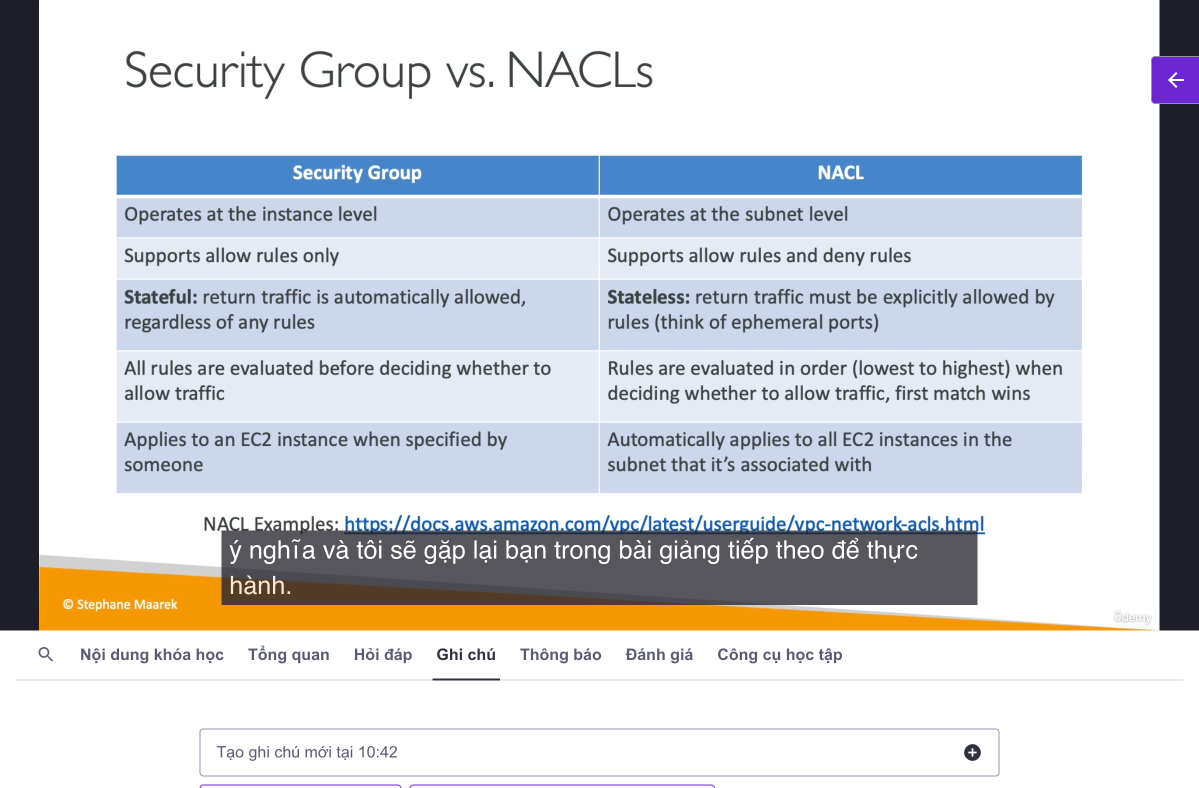 Security Group vs. NACLs
Security Group
NACL
Operates at the instance level
Operates at the subnet level
Supports allow rules only
Supports allow rules and deny rules
Stateful: return traffic is automatically allowed,
regardless of any rules
Stateless: return traffic must be explicitly allowed by
rules (think of ephemeral ports)
All rules are evaluated before deciding whether to
allow traffic
Rules are evaluated in order (lowest to highest) when
deciding whether to allow traffic, first match wins
Applies to an EC2 instance when specified by
someone
Automatically applies to all EC2 instances in the
subnet that it’s associated with
NACL Examples: https://docs.aws.amazon.com/vpc/latest/userguide/vpc-network-acls.html
ý nghĩa và tôi sẽ gặp lại bạn trong bài giảng tiếp theo để thực
hành.
© Stephane Maarek
ûdemy
Nội dung khóa học
Tổng quan
Hỏi đáp
Ghi chú
Thông báo
Đánh giá
Công cụ học tập
Tạo ghi chú mới tại 10:42